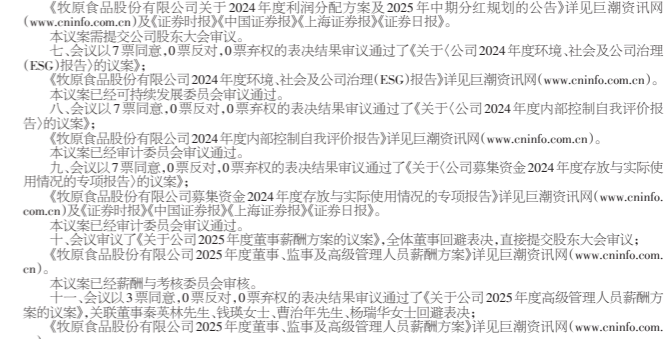 《牧原食品股份有限公司关于2024年度利润分配方案及2025年中期分红规划的公告》详见巨潮资讯网
(www.cninfo.com.cn)及《证券时报》《中国证券报》《上海证券报》《证券日报》。
本议案需提交公司股东大会审议。
七、会议以7票同意,0票反对,0票弃权的表决结果审议通过了《关于〈公司2024年度环境、社会及公司治理
(ESG)报告〉的议案》；
《牧原食品股份有限公司2024年度环境、社会及公司治理(ESG)报告》详见巨潮资讯网(www.cninfo.com.cn)。
本议案已经可持续发展委员会审议通过。
八、会议以7票同意,0票反对,0票弃权的表决结果审议通过了《关于〈公司2024年度内部控制自我评价报
告〉的议案》；
《牧原食品股份有限公司2024年度内部控制自我评价报告》详见巨潮资讯网(www.cninfo.com.cn)。
本议案已经审计委员会审议通过。
九、会议以7票同意,0票反对,0票弃权的表决结果审议通过了《关于〈公司募集资金2024年度存放与实际使
用情况的专项报告〉的议案》；
《牧原食品股份有限公司募集资金2024年度存放与实际使用情况的专项报告》详见巨潮资讯网(www.cninfo.
com.cn)及《证券时报》《中国证券报》《上海证券报》《证券日报》。
本议案已经审计委员会审议通过。
十、会议审议了《关于公司2025年度董事薪酬方案的议案》,全体董事回避表决,直接提交股东大会审议；
《牧原食品股份有限公司2025年度董事、监事及高级管理人员薪酬方案》详见巨潮资讯网(www.cninfo.com.
cn)。
本议案已经薪酬与考核委员会审核。
十一、会议以3票同意,0票反对,0票弃权的表决结果审议通过了《关于公司2025年度高级管理人员薪酬方
案的议案》,关联董事秦英林先生、钱瑛女士、曹治年先生、杨瑞华女士回避表决；
《牧原食品股份有限公司2025年度董事、监事及高级管理人员薪酬方案》详见巨潮资讯网(www.cninfo.com.